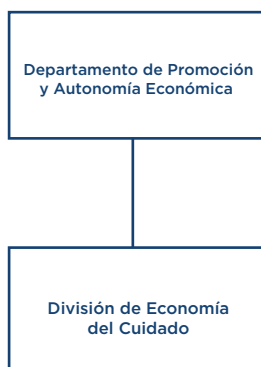 Departamento de Promoción
y Autonomía Económica
División de Economía
del Cuidado